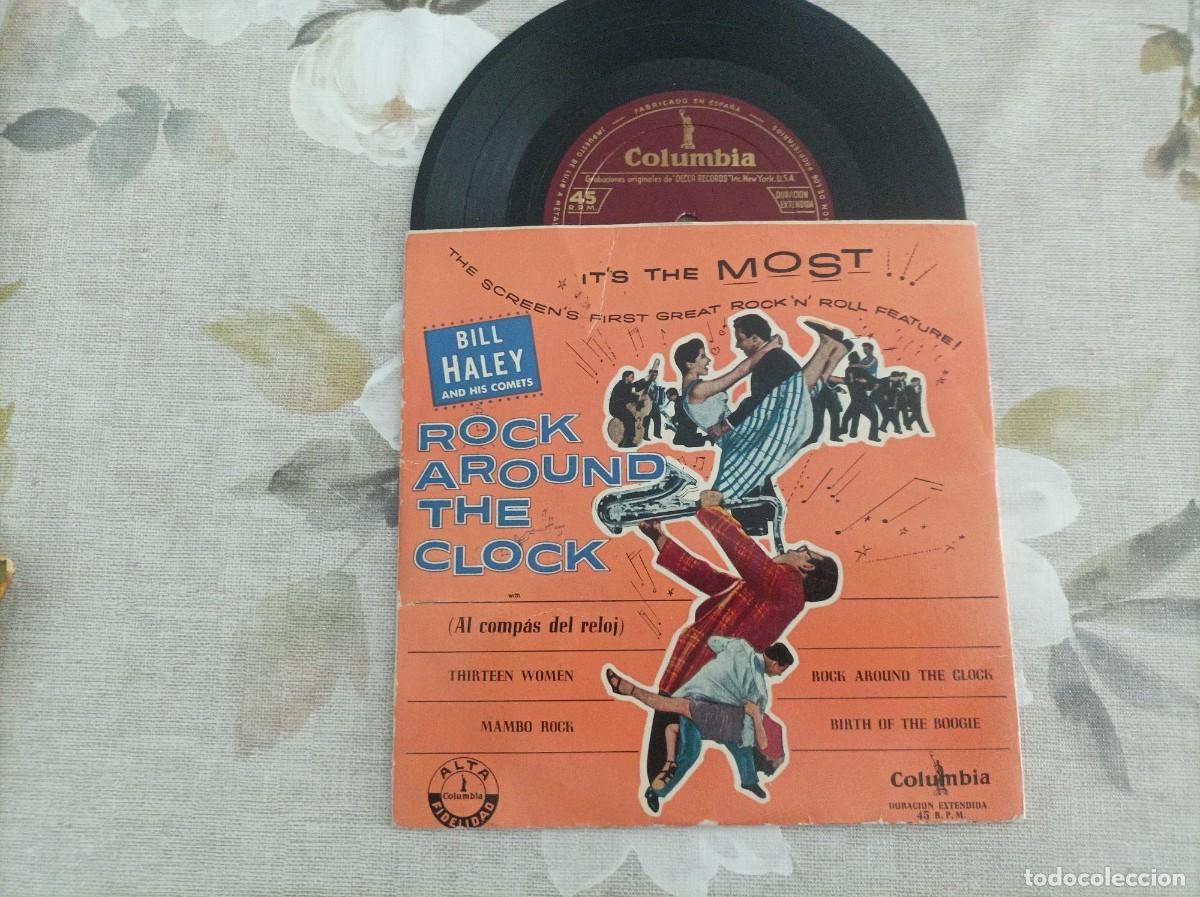 FABRICADO EN ESPAÑA
Columbia
Grabaciones originales de "DECCA RECORDS" Inc. New York. U.S.A.
45
R.P.M.
DURACION
EXTENDIDA
IT'S THE MOST!!!
THE SCREEN'S FIRST GREAT ROCK 'N' ROLL FEATURE!
BILL
HALEY
AND HIS COMETS
ROCK
AROUND
THE
CLOCK
with
(Al compás del reloj)
THIRTEEN WOMEN
ROCK AROUND THE CLOCK
MAMBO ROCK
BIRTH OF THE BOOGIE
ALTA
Columbia
FIDELIDAD
Columbia
DURACION EXTENDIDA
45 R. P. M.
todocoleccion